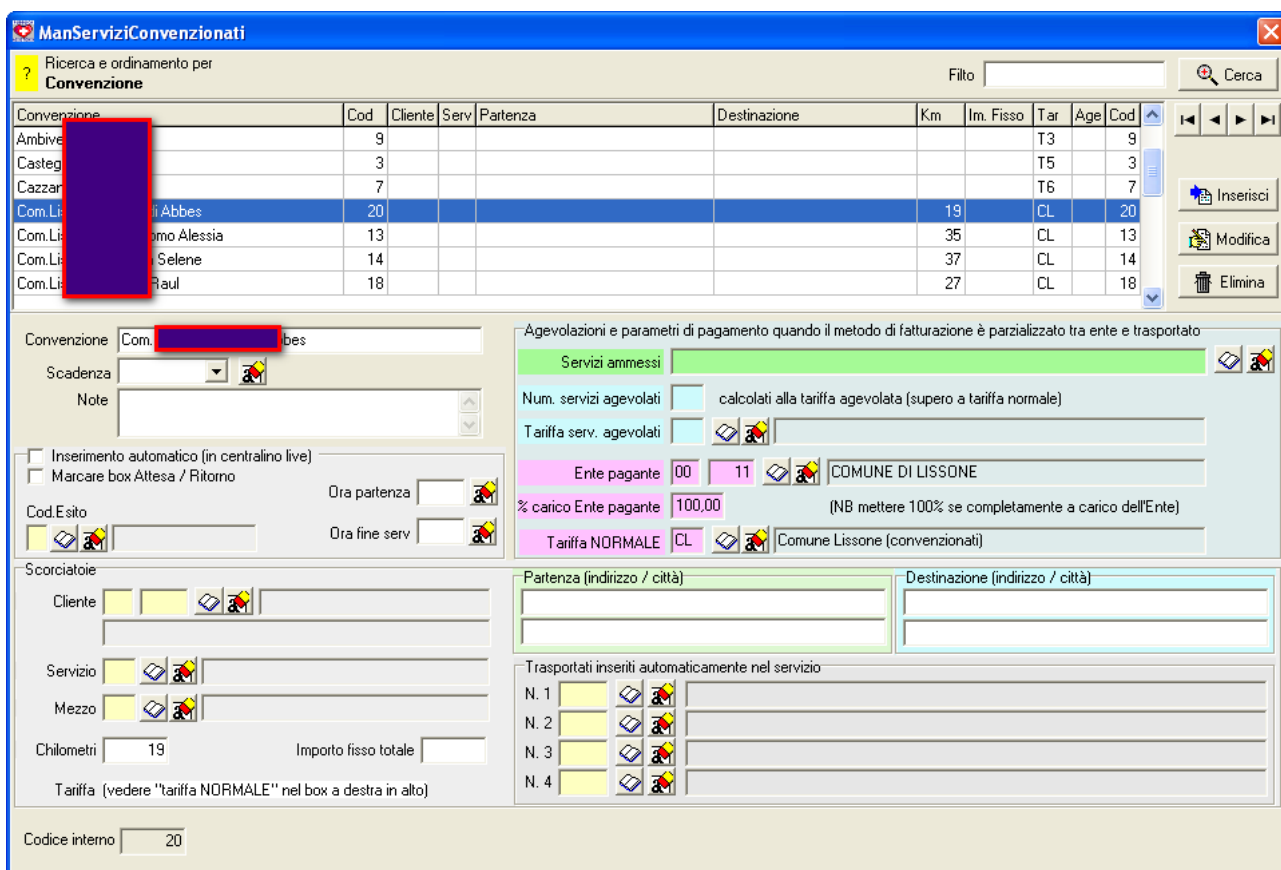 ManServiziConvenzionati
? Ricerca e ordinamento per
Convenzione
Filto
Cerca
Convenzione Cod Cliente Serv Partenza Destinazione Km Im. Fisso Tar Age Cod
Ambive 9 T3 9
Casteg 3 T5 3
Cazzan 7 T6 7
Com.Lis di Abbes 20 19 CL 20
Com.Lis omo Alessia 13 35 CL 13
Com.Lis Selene 14 37 CL 14
Com.Lis Raul 18 27 CL 18
Inserisci
Modifica
Elimina
Convenzione Com. bbes
Scadenza
Note
Inserimento automatico (in centralino live)
Marcare box Attesa / Ritorno
Ora partenza
Cod.Esito
Ora fine serv
Agevolazioni e parametri di pagamento quando il metodo di fatturazione è parzializzato tra ente e trasportato
Servizi ammessi
Num. servizi agevolati calcolati alla tariffa agevolata (supero a tariffa normale)
Tariffa serv. agevolati
Ente pagante 00 11 COMUNE DI LISSONE
% carico Ente pagante 100,00 (NB mettere 100% se completamente a carico dell'Ente)
Tariffa NORMALE CL Comune Lissone (convenzionati)
Scorciatoie
Cliente
Servizio
Mezzo
Chilometri 19 Importo fisso totale
Tariffa (vedere "tariffa NORMALE" nel box a destra in alto)
Partenza (indirizzo / città)
Destinazione (indirizzo / città)
Trasportati inseriti automaticamente nel servizio
N. 1
N. 2
N. 3
N. 4
Codice interno 20